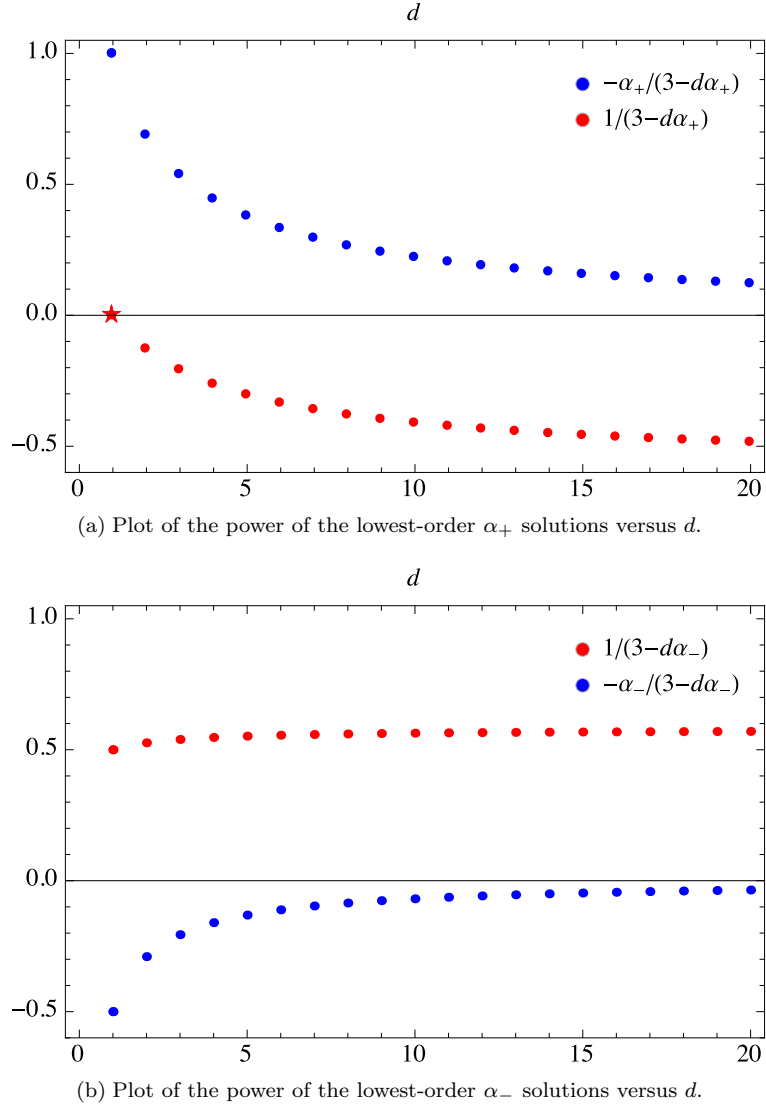 d
1.0
−α₊/(3−dα₊)
1/(3−dα₊)
0.5
0.0
−0.5
0 5 10 15 20
(a) Plot of the power of the lowest-order α₊ solutions versus d.
d
1.0
1/(3−dα₋)
−α₋/(3−dα₋)
0.5
0.0
−0.5
0 5 10 15 20
(b) Plot of the power of the lowest-order α₋ solutions versus d.